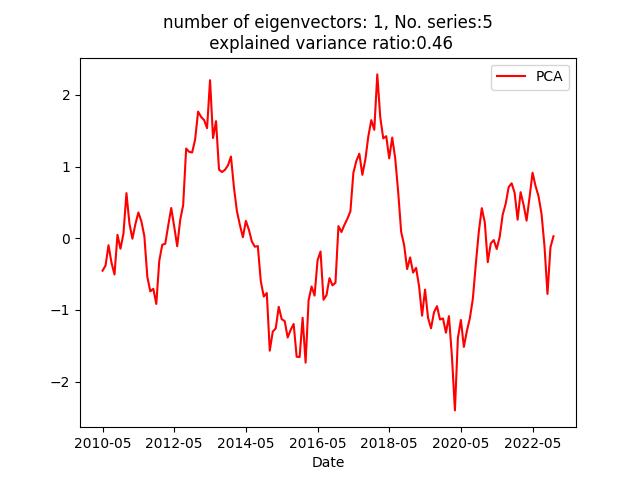 number of eigenvectors: 1, No. series:5
explained variance ratio:0.46
PCA
2
1
0
−1
−2
2010-05 2012-05 2014-05 2016-05 2018-05 2020-05 2022-05
Date